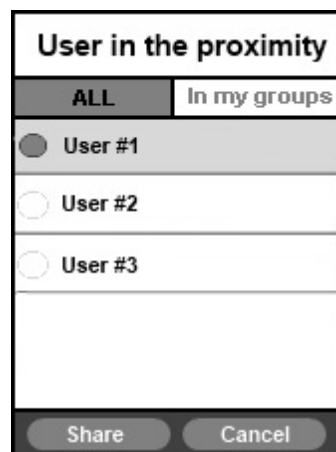 User in the proximity
ALL In my groups
User #1
User #2
User #3
Share Cancel